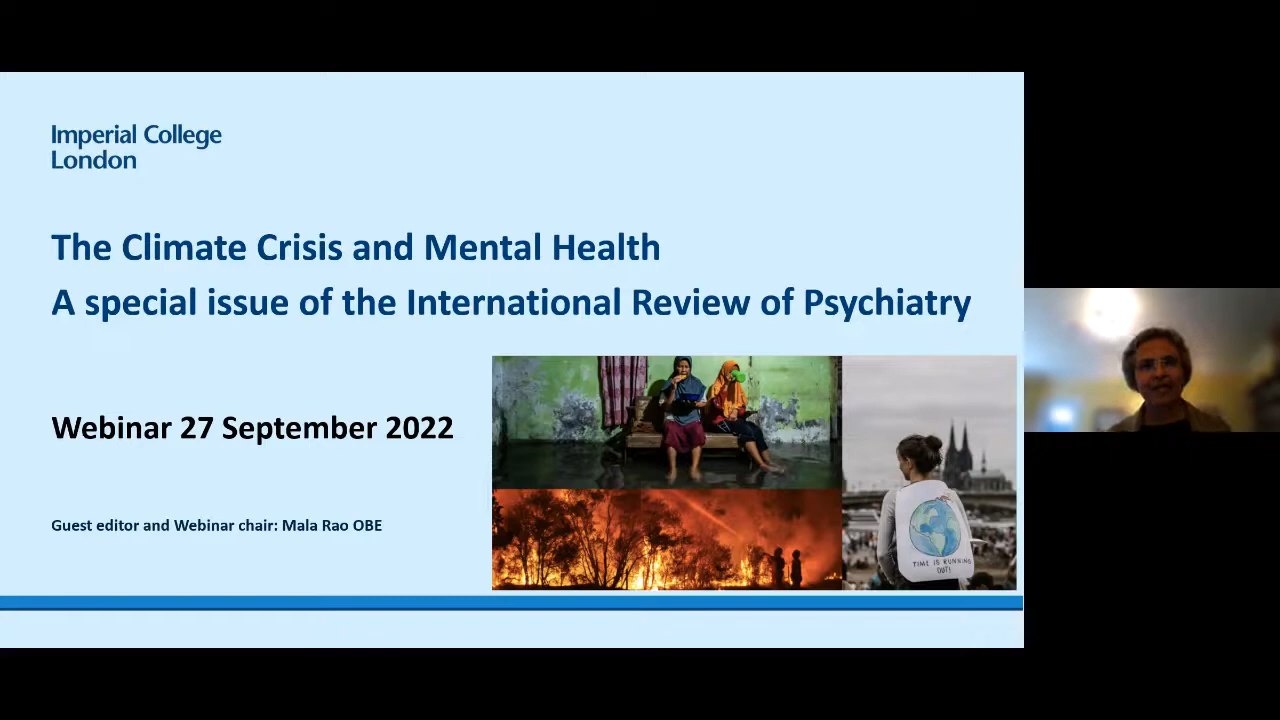 Imperial College
London
The Climate Crisis and Mental Health
A special issue of the International Review of Psychiatry
Webinar 27 September 2022
Guest editor and Webinar chair: Mala Rao OBE
TIME IS RUNNING
OUT!